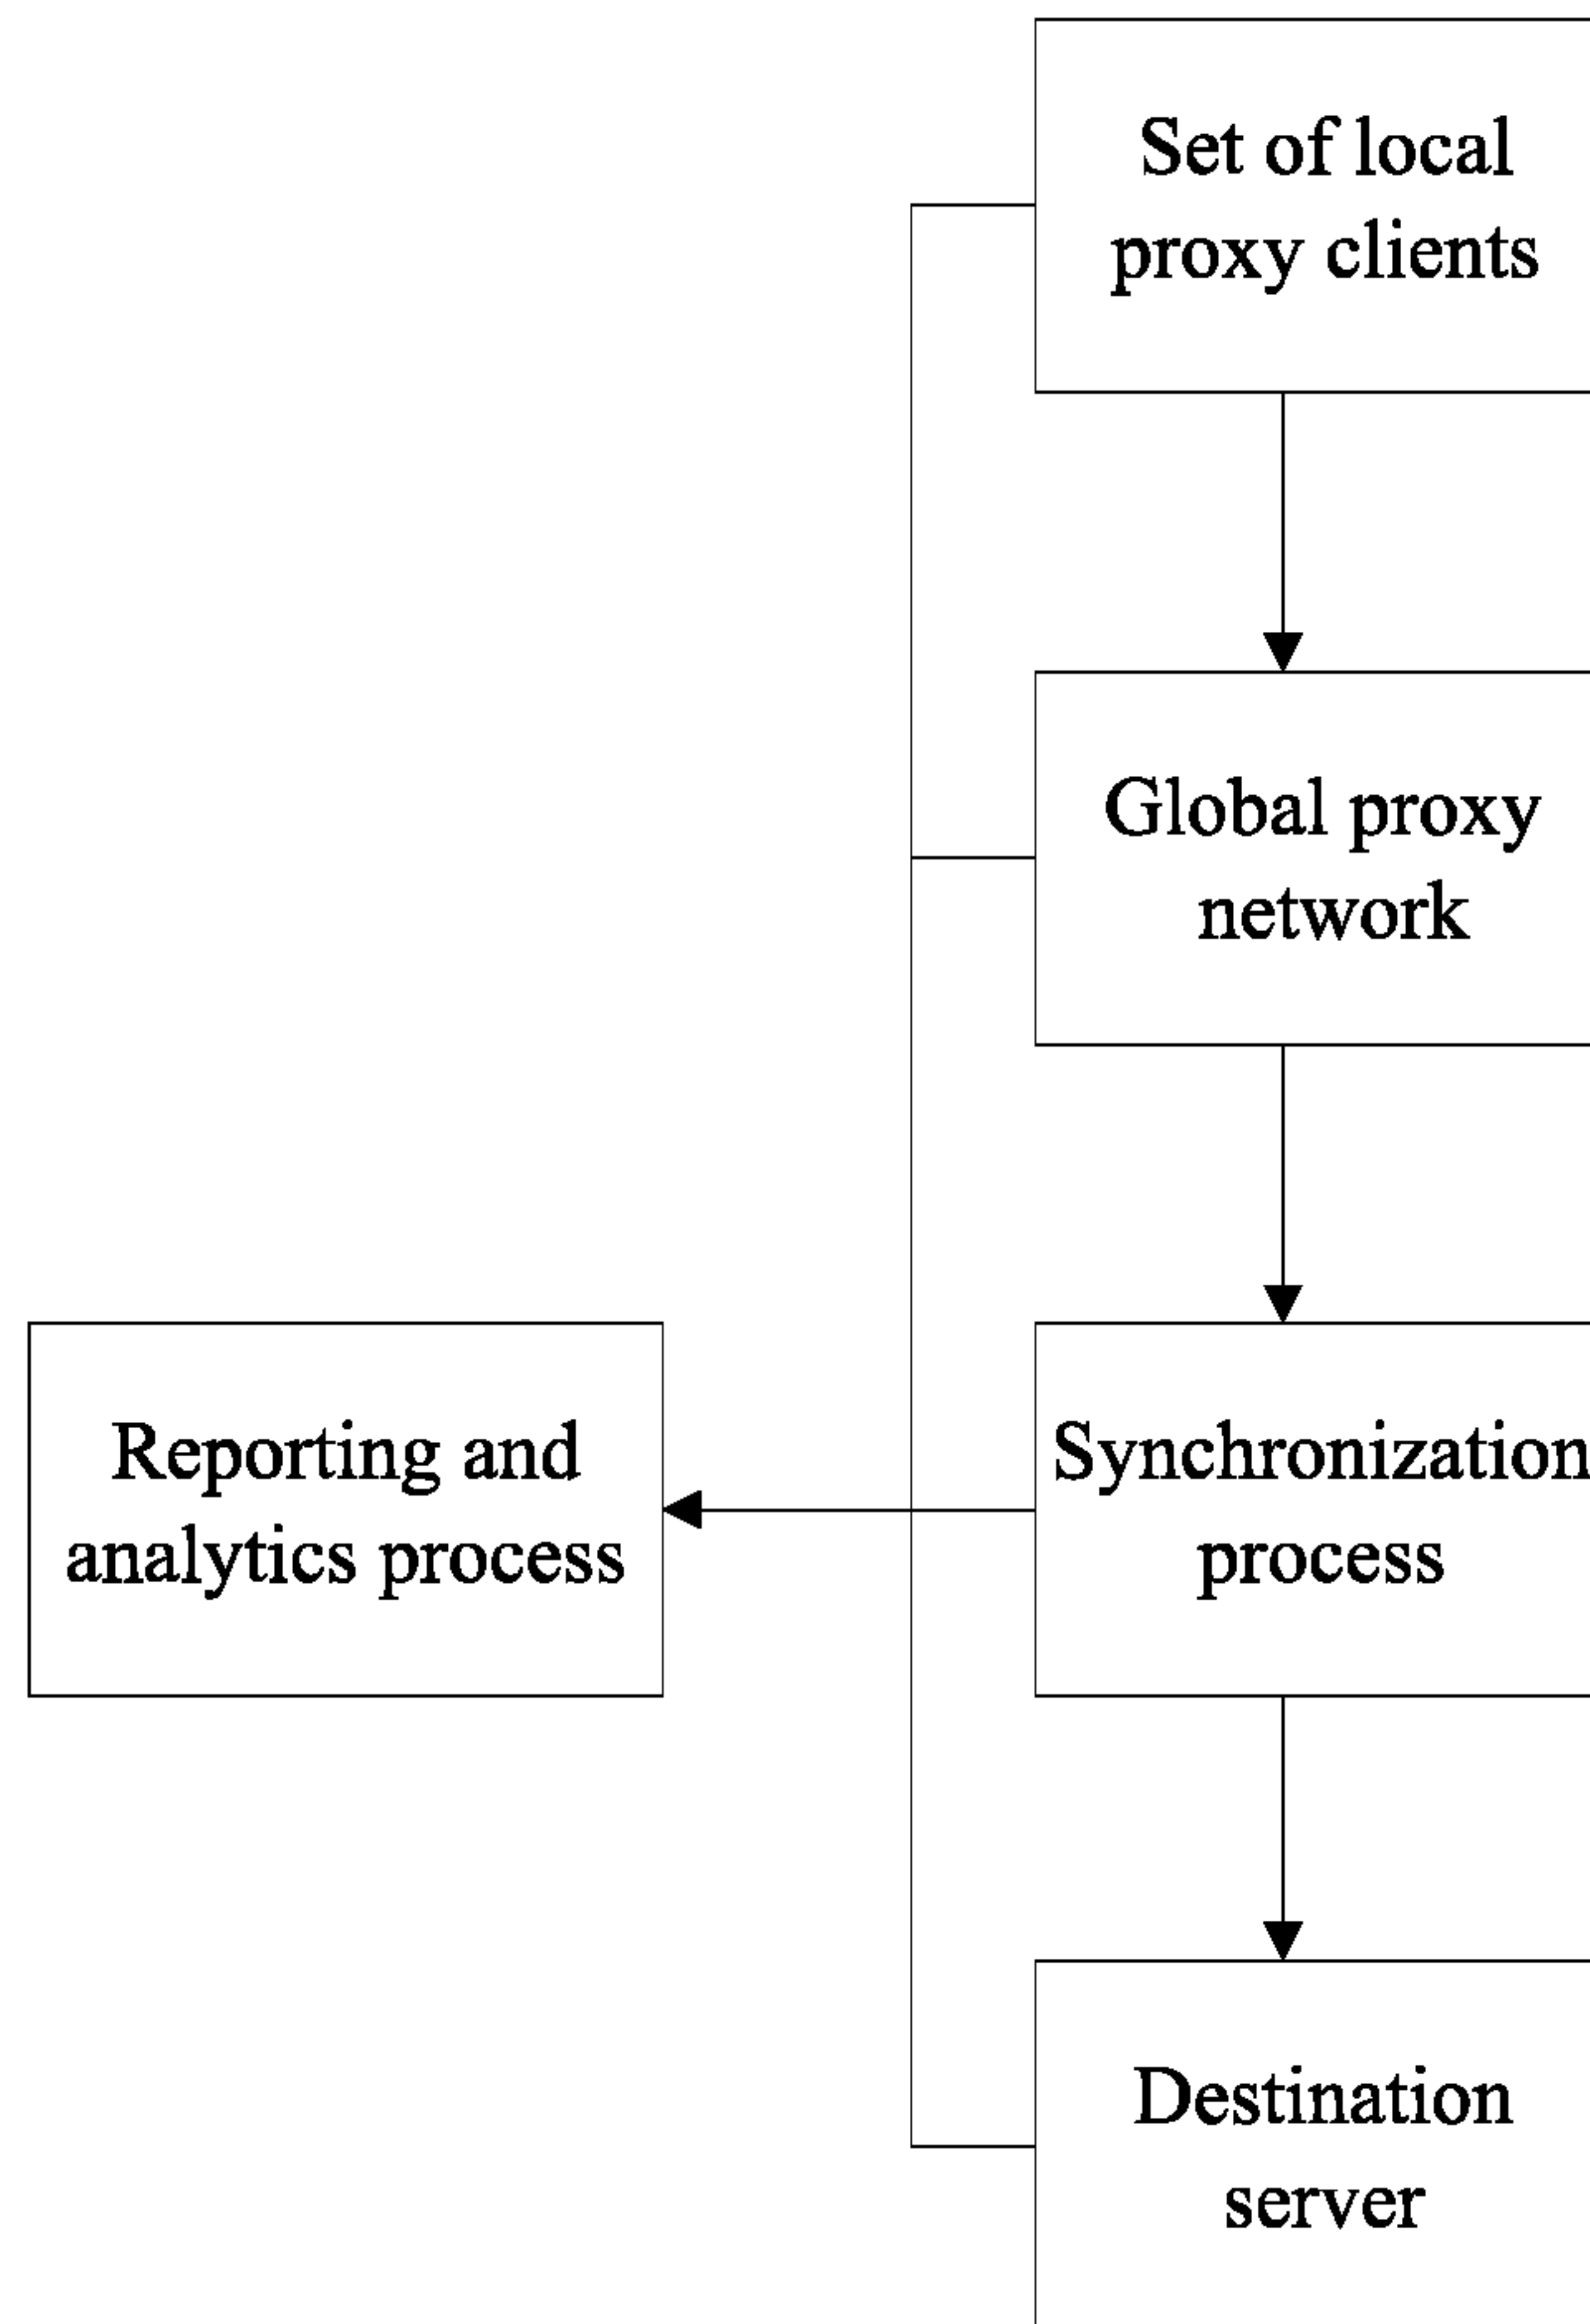 Set of local
proxy clients
Global proxy
network
Reporting and
analytics process
Synchronization
process
Destination
server